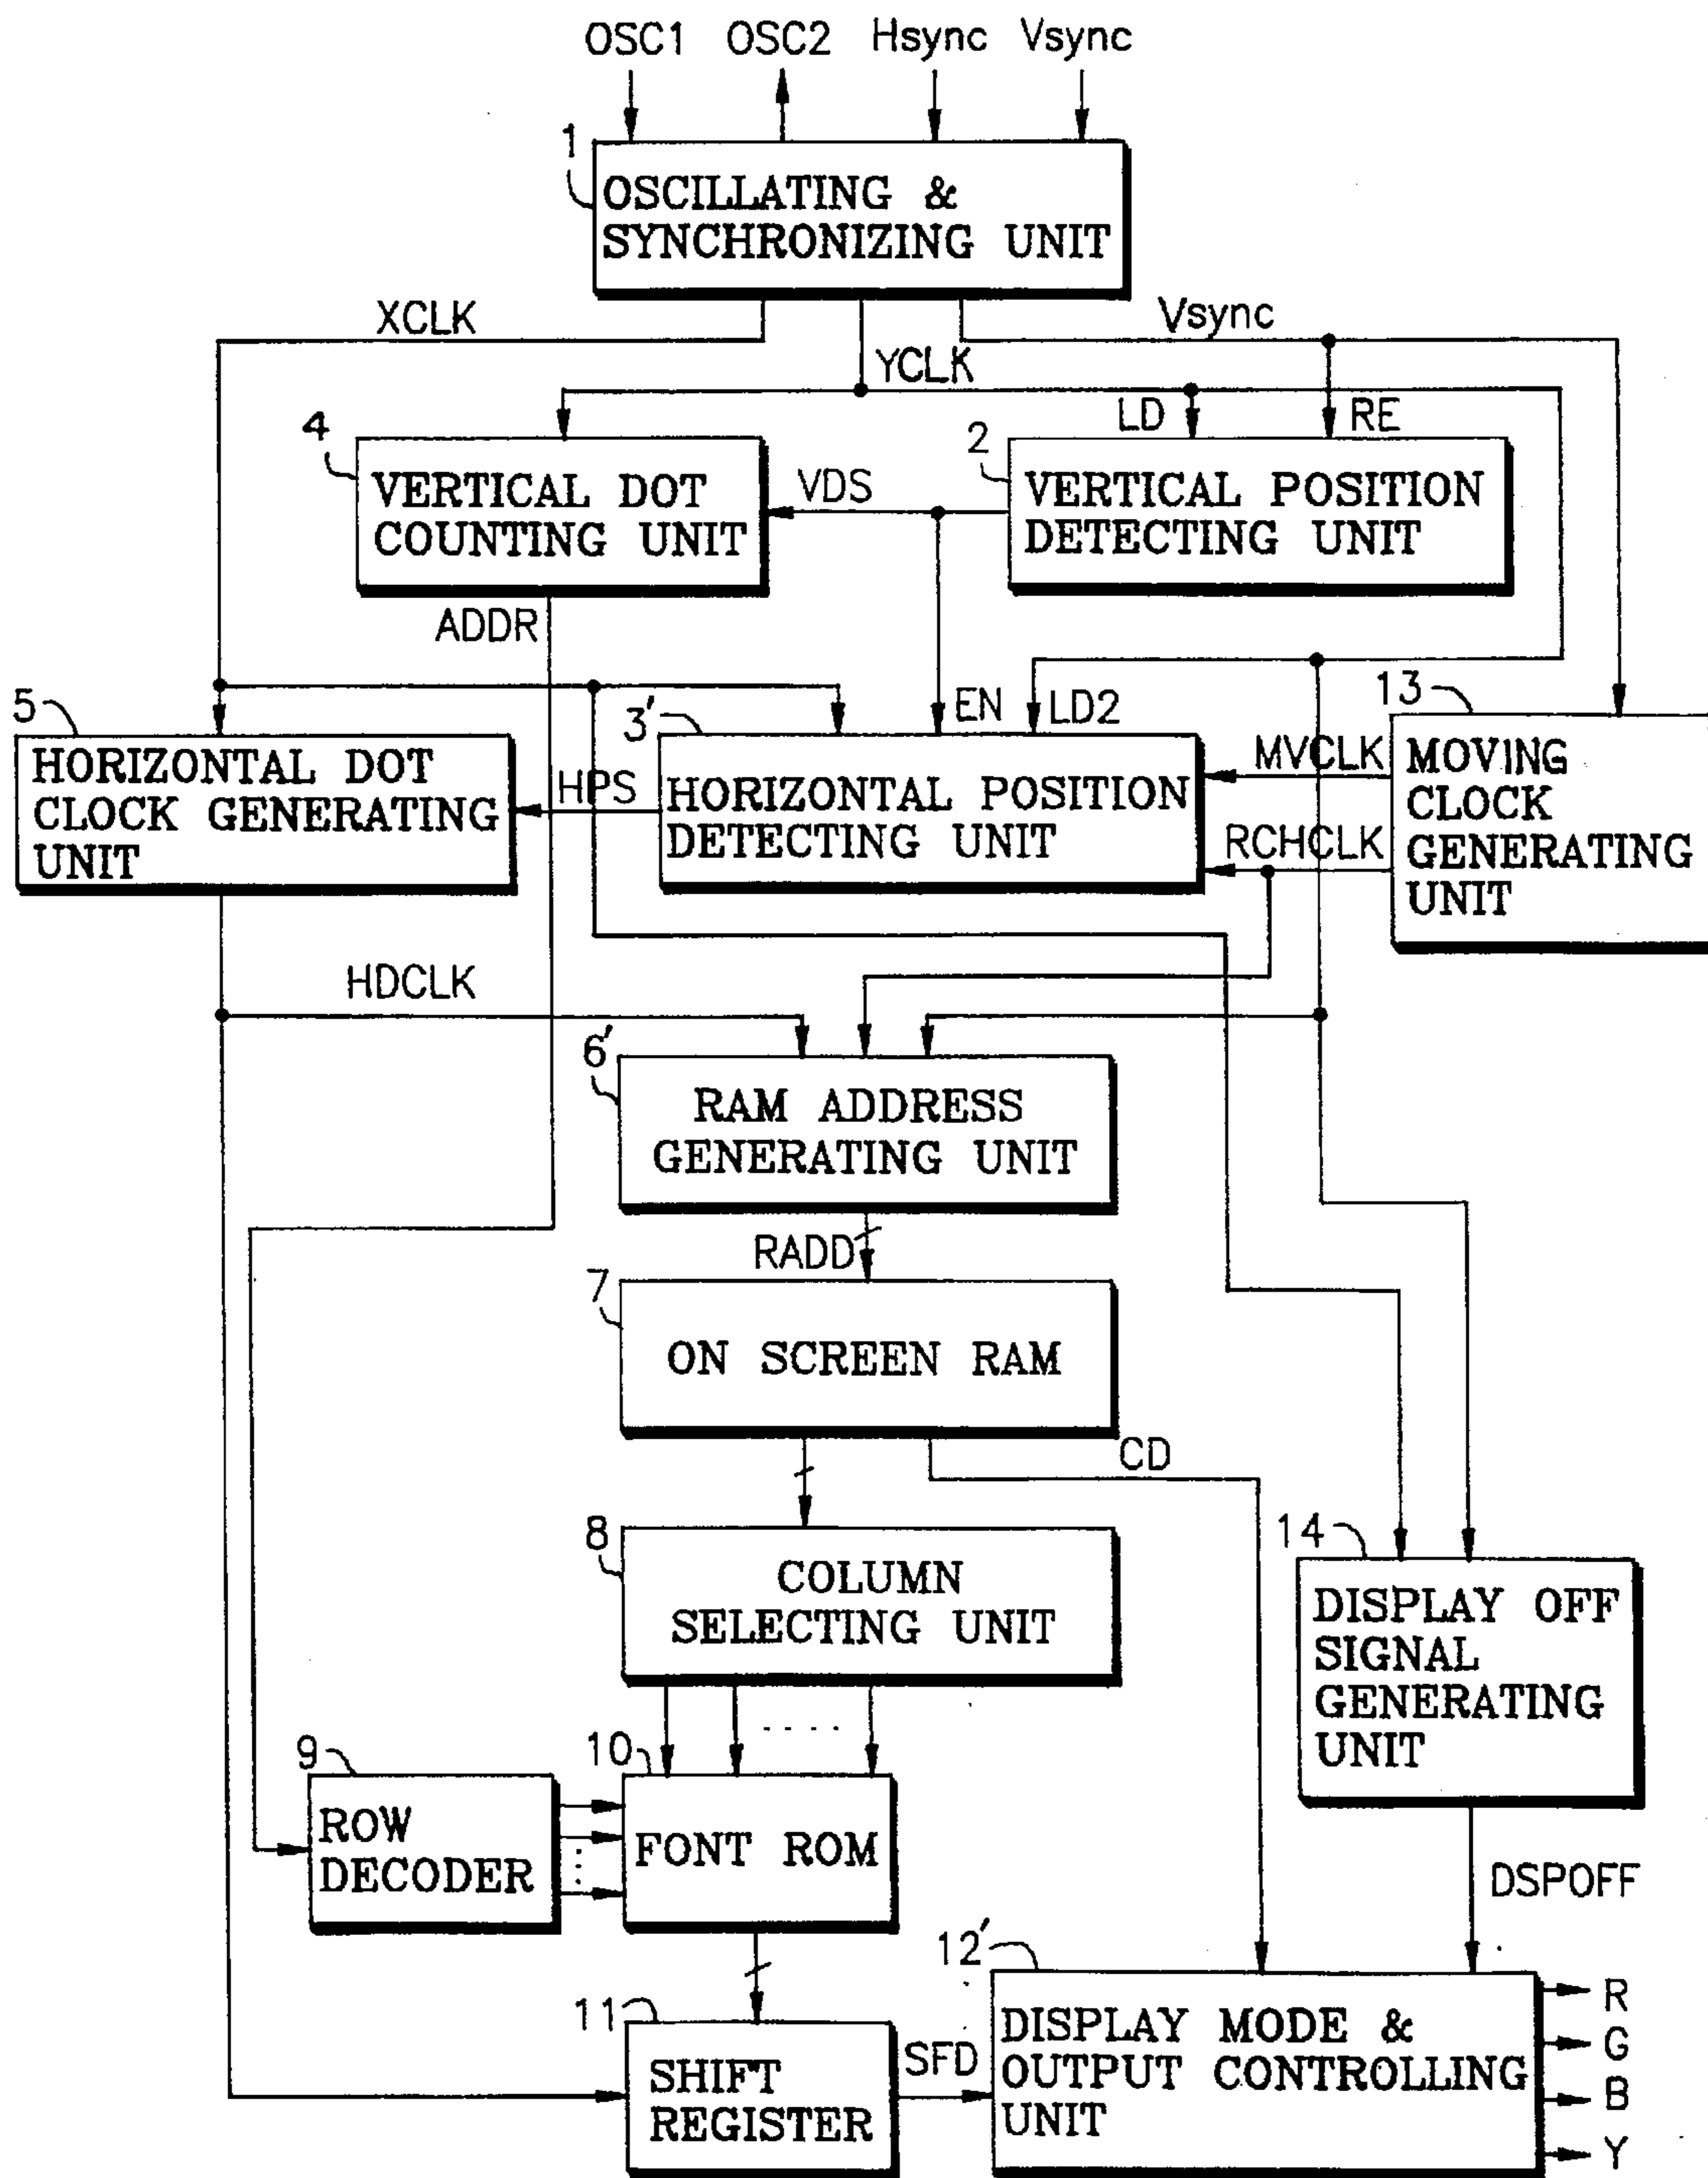 OSC1 OSC2 Hsync Vsync
1
OSCILLATING &
SYNCHRONIZING UNIT
XCLK
Vsync
YCLK
LD
RE
4
VERTICAL DOT
COUNTING UNIT
VDS
2
VERTICAL POSITION
DETECTING UNIT
ADDR
5
HORIZONTAL DOT
CLOCK GENERATING
UNIT
HPS
3'
EN
LD2
HORIZONTAL POSITION
DETECTING UNIT
MVCLK
RCHCLK
13
MOVING
CLOCK
GENERATING
UNIT
HDCLK
6'
RAM ADDRESS
GENERATING UNIT
RADD
7
ON SCREEN RAM
CD
8
COLUMN
SELECTING UNIT
14
DISPLAY OFF
SIGNAL
GENERATING
UNIT
9
ROW
DECODER
10
FONT ROM
DSPOFF
11
SHIFT
REGISTER
SFD
12'
DISPLAY MODE &
OUTPUT CONTROLLING
UNIT
R
G
B
Y